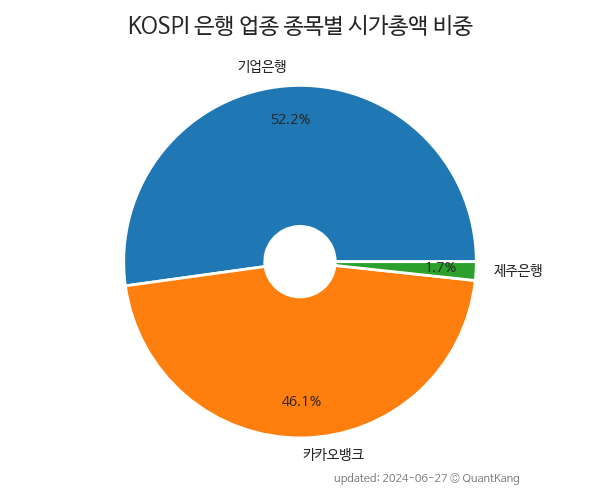 KOSPI 은행 업종 종목별 시가총액 비중
기업은행
52.2%
1.7%
제주은행
46.1%
카카오뱅크
updated: 2024-06-27 © QuantKang